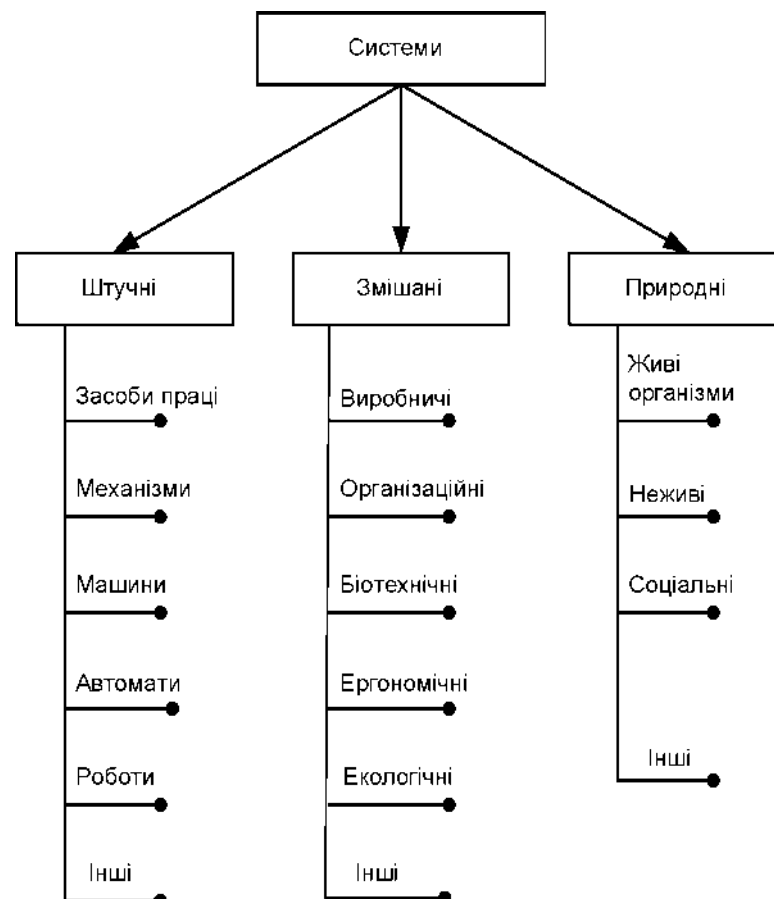 Системи
Штучні
Засоби праці
Механізми
Машини
Автомати
Роботи
Інші
Змішані
Виробничі
Організаційні
Біотехнічні
Ергономічні
Екологічні
Інші
Природні
Живі
організми
Неживі
Соціальні
Інші